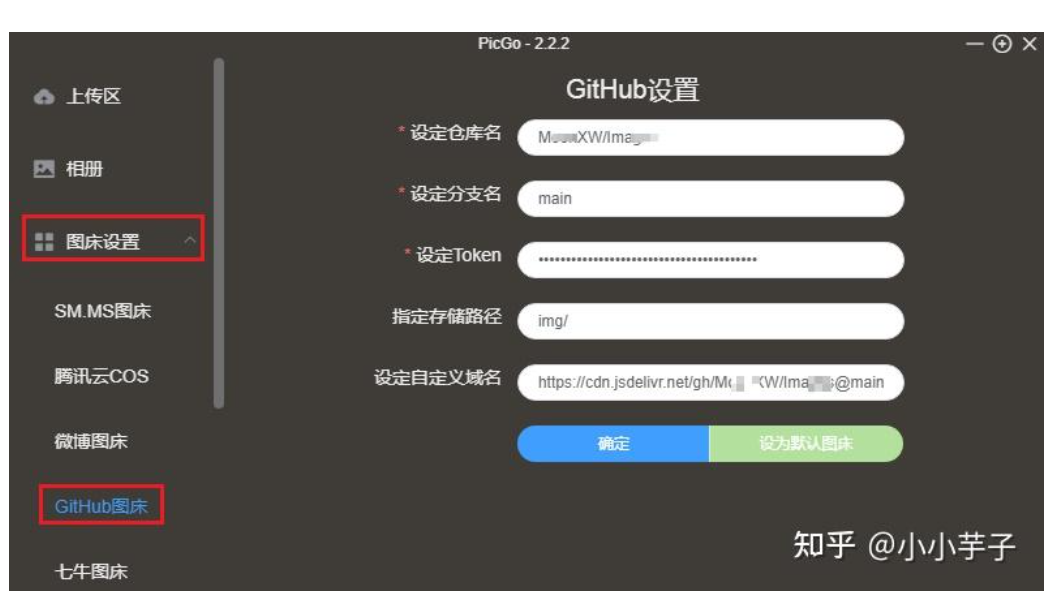 PicGo - 2.2.2
上传区
相册
图床设置
SM.MS图床
腾讯云COS
微博图床
GitHub图床
七牛图床
GitHub设置
* 设定仓库名
XW/Ima
* 设定分支名
main
* 设定Token
指定存储路径
img/
设定自定义域名
https://cdn.jsdelivr.net/gh/M XW/Ima s@main
确定
设为默认图床
知乎 @小小芋子